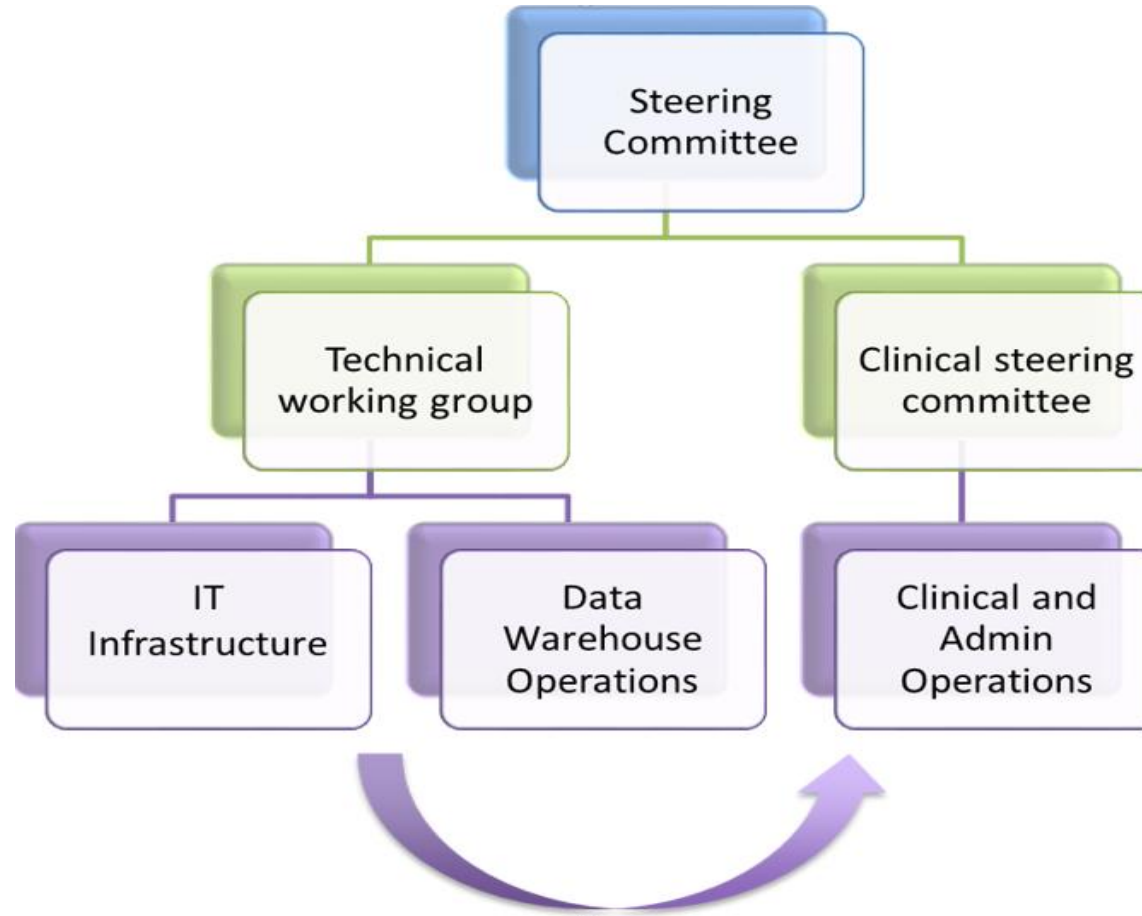 Steering
Committee
Technical
working group
Clinical steering
committee
IT
Infrastructure
Data
Warehouse
Operations
Clinical and
Admin
Operations